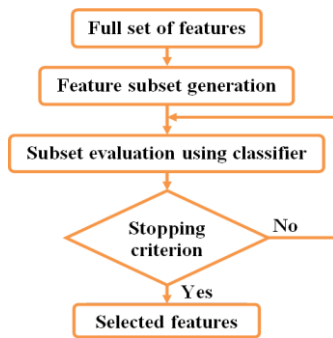 Full set of features
Feature subset generation
Subset evaluation using classifier
Stopping
criterion
No
Yes
Selected features